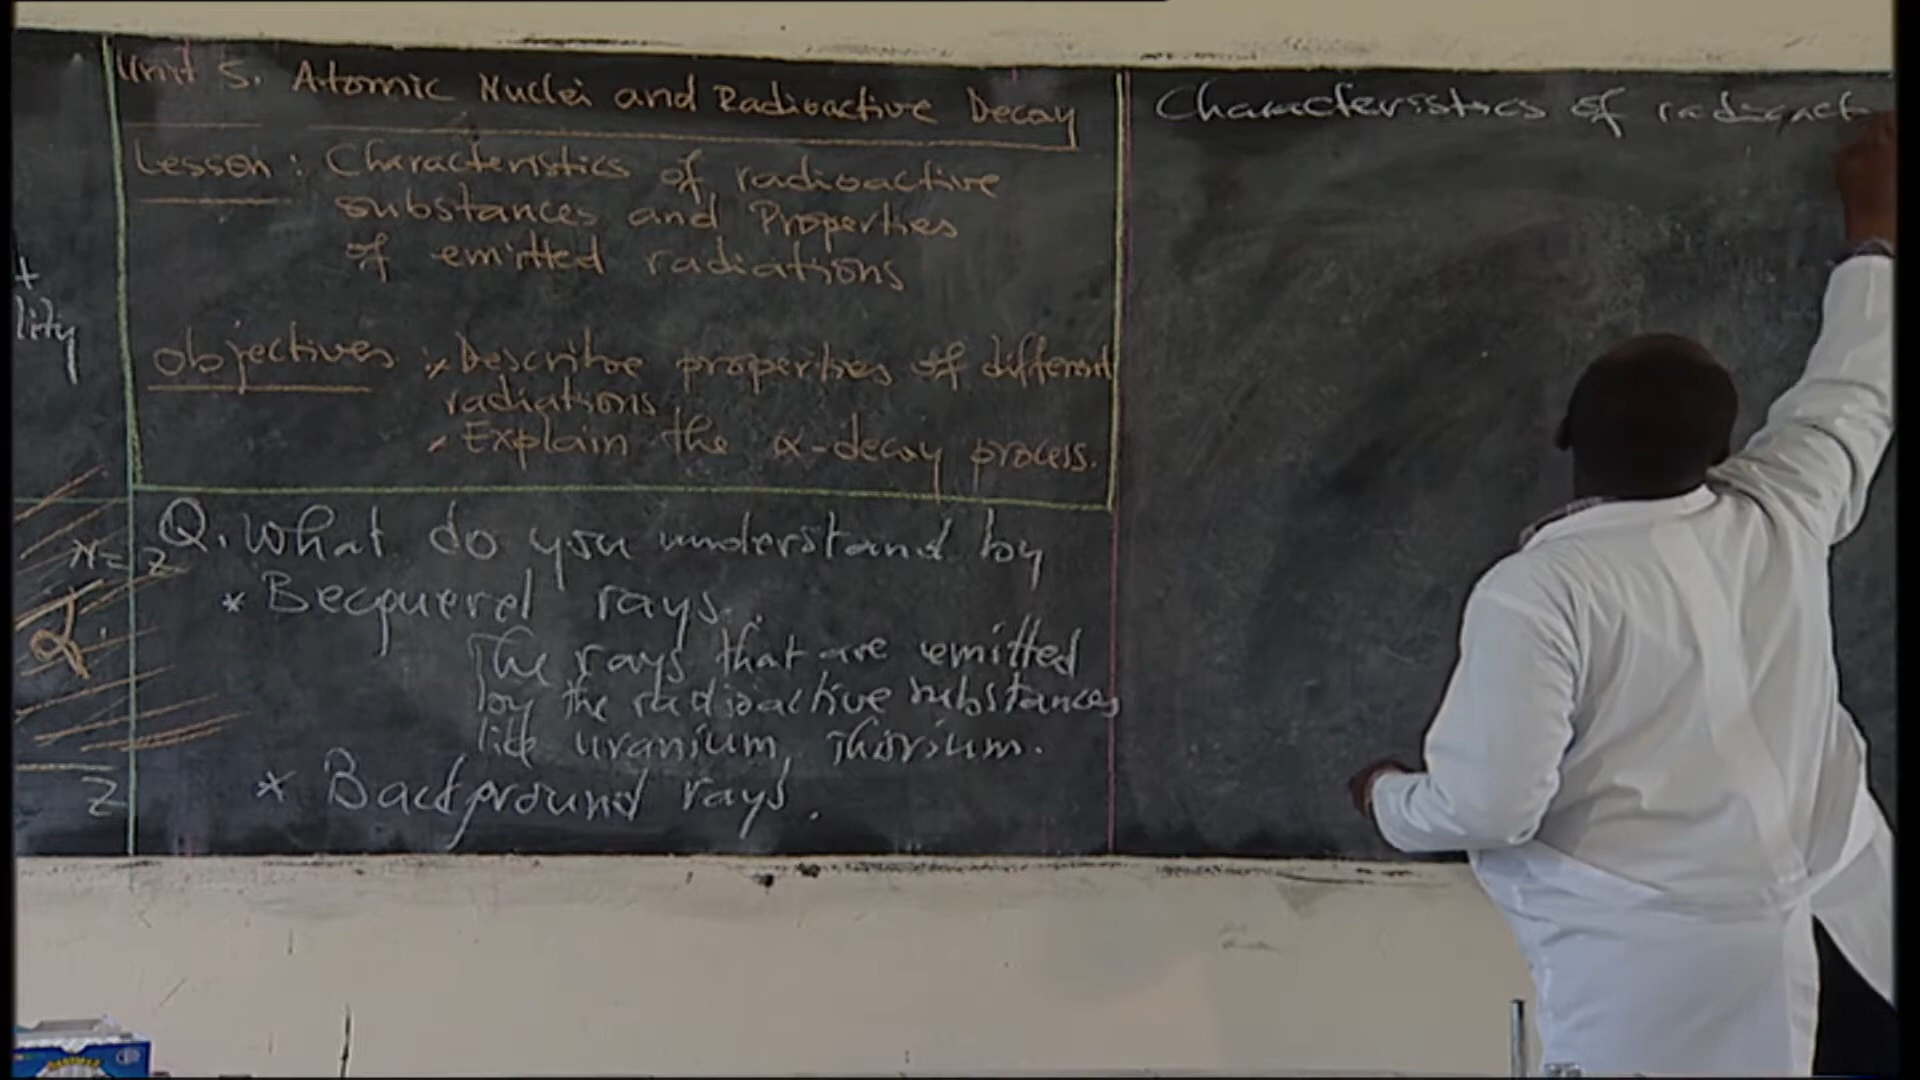 Unit 5. Atomic Nuclei and Radioactive Decay
Lesson: Characteristics of radioactive
substances and Properties
of emitted radiations
Objectives: * Describe properties of different
radiations
* Explain the α-decay process.
Q. What do you understand by
* Becquerel rays.
The rays that are emitted
by the radioactive substances
like uranium, Thorium.
* Background rays.
Characteristics of radioact
+
lity
N=Z
Z